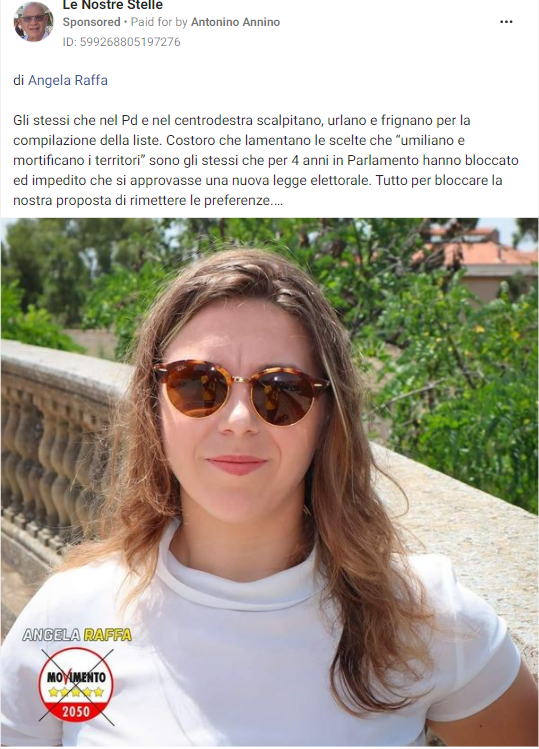 Le Nostre Stelle
Sponsored • Paid for by Antonino Annino
ID: 599268805197276
di Angela Raffa
Gli stessi che nel Pd e nel centrodestra scalpitano, urlano e frignano per la
compilazione della liste. Costoro che lamentano le scelte che “umiliano e
mortificano i territori” sono gli stessi che per 4 anni in Parlamento hanno bloccato
ed impedito che si approvasse una nuova legge elettorale. Tutto per bloccare la
nostra proposta di rimettere le preferenze....
ANGELA RAFFA
MOVIMENTO
2050